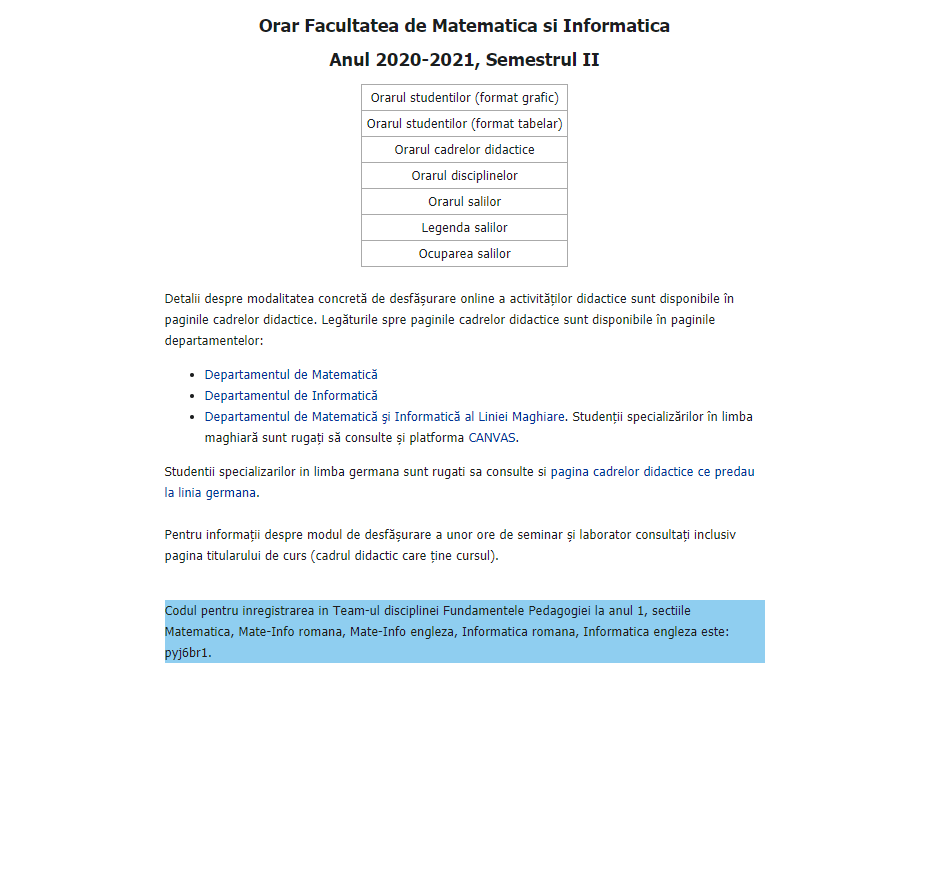 Orar Facultatea de Matematica si Informatica
Anul 2020-2021, Semestrul II
Orarul studentilor (format grafic)
Orarul studentilor (format tabelar)
Orarul cadrelor didactice
Orarul disciplinelor
Orarul salilor
Legenda salilor
Ocuparea salilor
Detalii despre modalitatea concretă de desfășurare online a activităților didactice sunt disponibile în
paginile cadrelor didactice. Legăturile spre paginile cadrelor didactice sunt disponibile în paginile
departamentelor:
• Departamentul de Matematică
• Departamentul de Informatică
• Departamentul de Matematică şi Informatică al Liniei Maghiare. Studenții specializărilor în limba
maghiară sunt rugați să consulte și platforma CANVAS.
Studentii specializarilor in limba germana sunt rugati sa consulte si pagina cadrelor didactice ce predau
la linia germana.
Pentru informații despre modul de desfășurare a unor ore de seminar și laborator consultați inclusiv
pagina titularului de curs (cadrul didactic care ține cursul).
Codul pentru inregistrarea in Team-ul disciplinei Fundamentele Pedagogiei la anul 1, sectiile
Matematica, Mate-Info romana, Mate-Info engleza, Informatica romana, Informatica engleza este:
pyj6br1.